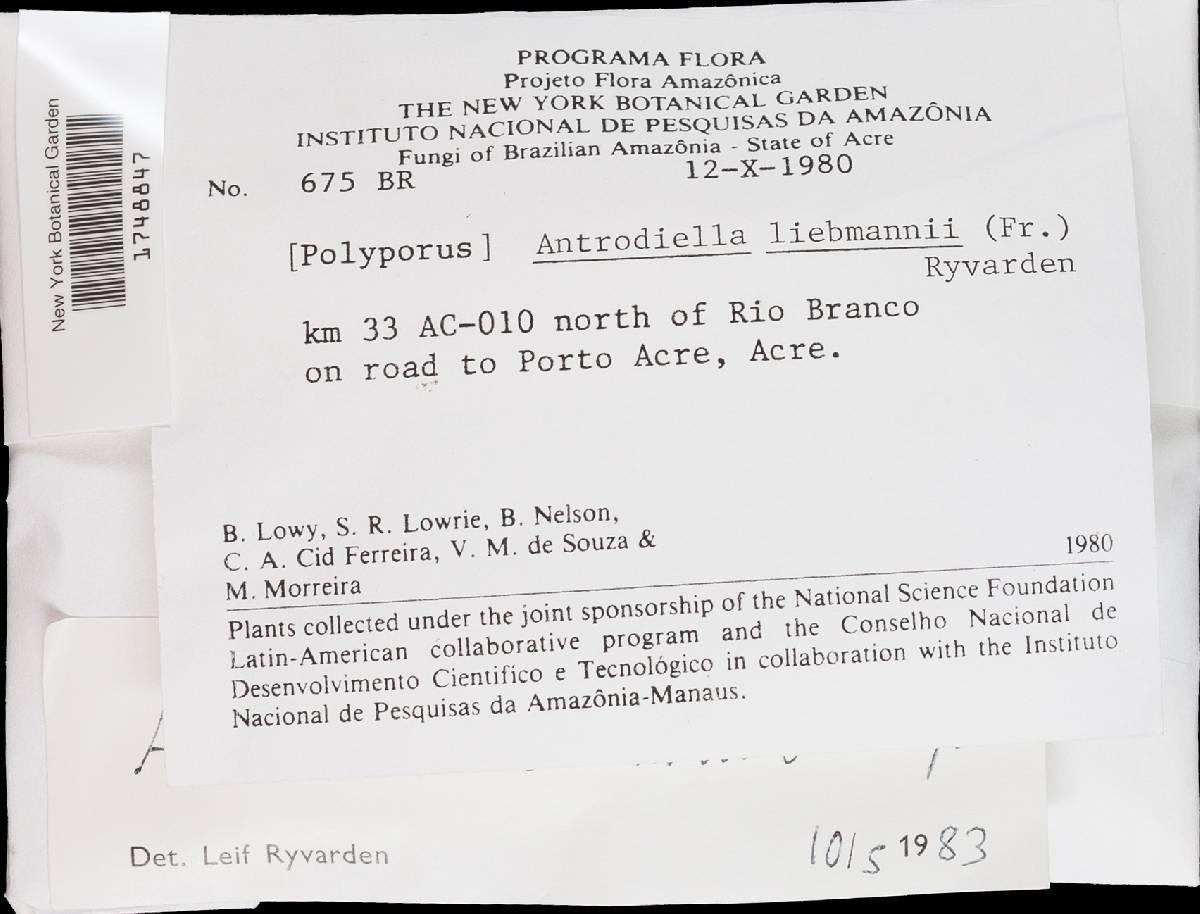 New York Botanical Garden
1748847
PROGRAMA FLORA
Projeto Flora Amazônica
THE NEW YORK BOTANICAL GARDEN
INSTITUTO NACIONAL DE PESQUISAS DA AMAZÔNIA
Fungi of Brazilian Amazônia - State of Acre
No. 675 BR 12-X-1980
[Polyporus] Antrodiella liebmannii (Fr.)
Ryvarden
km 33 AC-010 north of Rio Branco
on road to Porto Acre, Acre.
B. Lowy, S. R. Lowrie, B. Nelson,
C. A. Cid Ferreira, V. M. de Souza &
M. Morreira 1980
Plants collected under the joint sponsorship of the National Science Foundation
Latin-American collaborative program and the Conselho Nacional de
Desenvolvimento Cientifíco e Tecnológico in collaboration with the Instituto
Nacional de Pesquisas da Amazônia-Manaus.
Det. Leif Ryvarden 10/5 1983